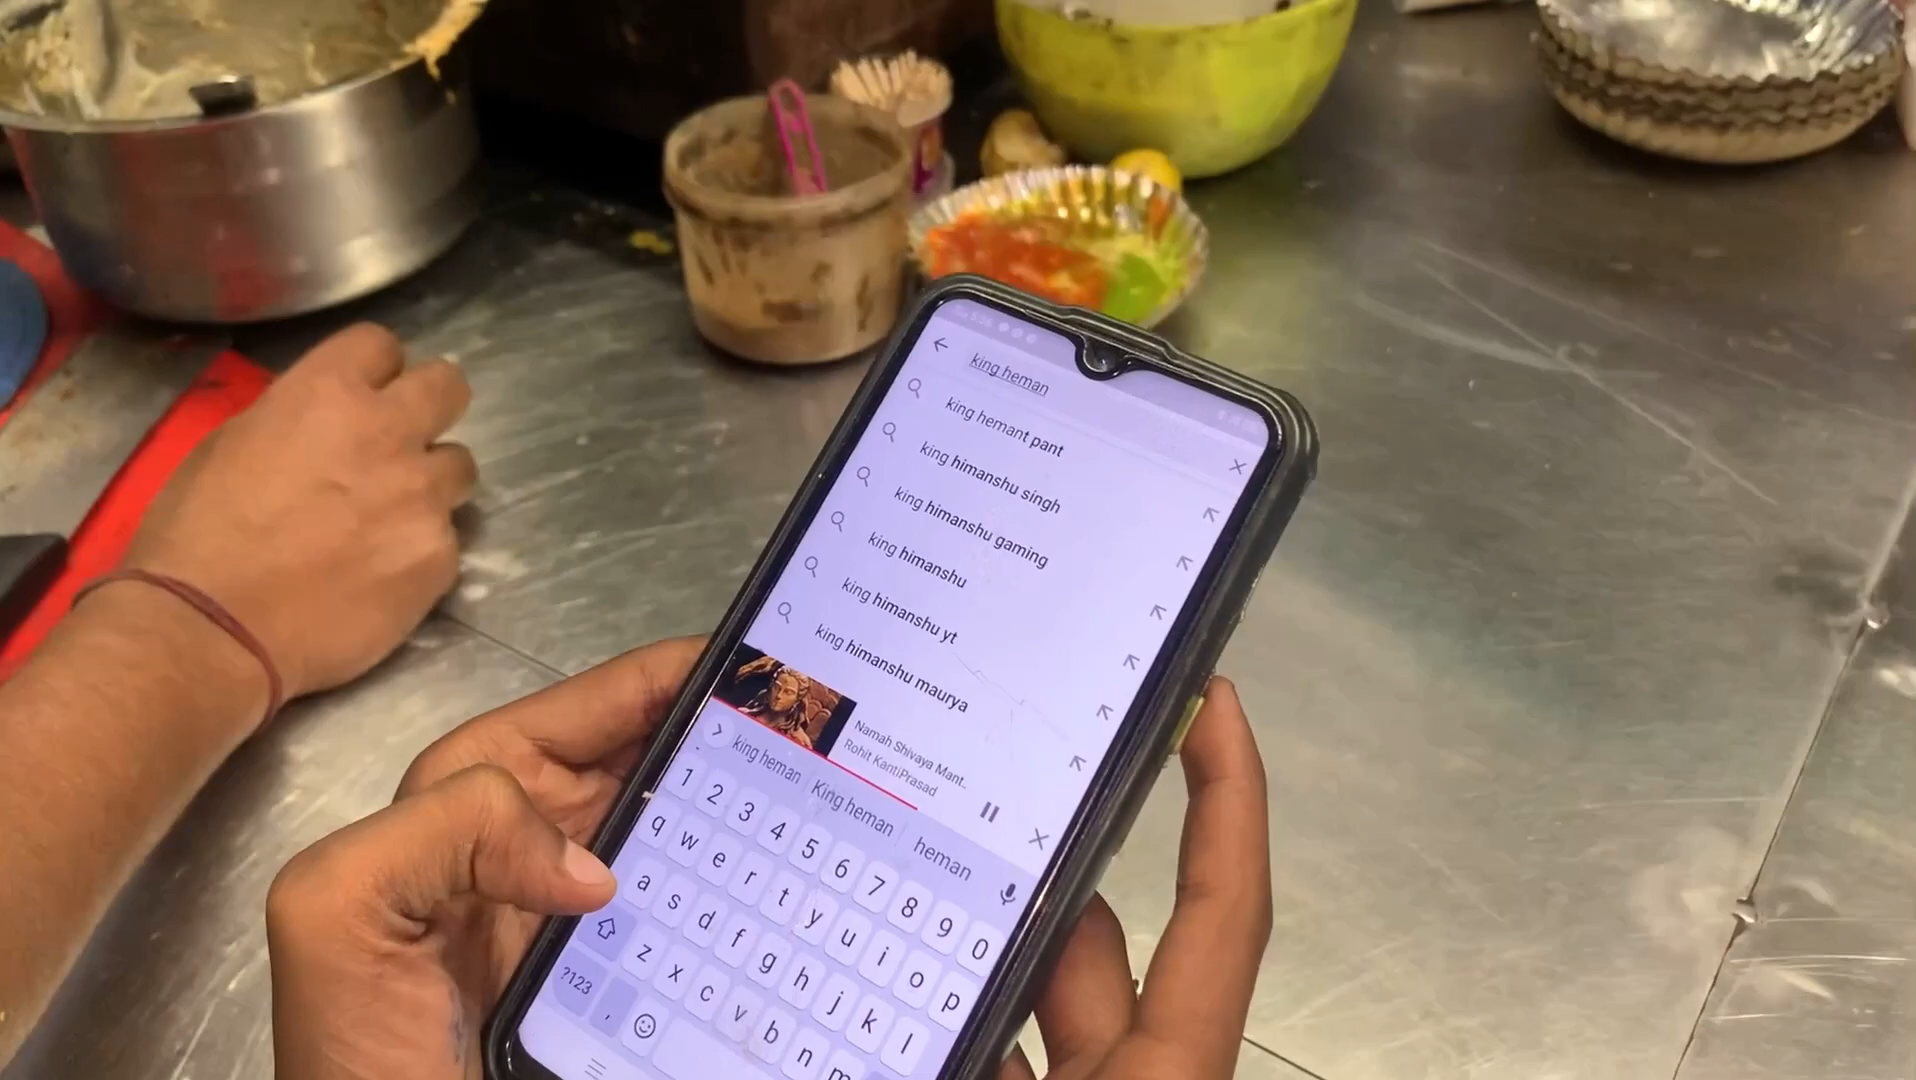 5:56
king heman
king hemant pant
king himanshu singh
king himanshu gaming
king himanshu
king himanshu yt
king himanshu maurya
Namah Shivaya Mant..
Rohit KantiPrasad
king heman King heman heman
1 2 3 4 5 6 7 8 9 0
q w e r t y u i o p
a s d f g h j k l
z x c v b n m
?123 ,